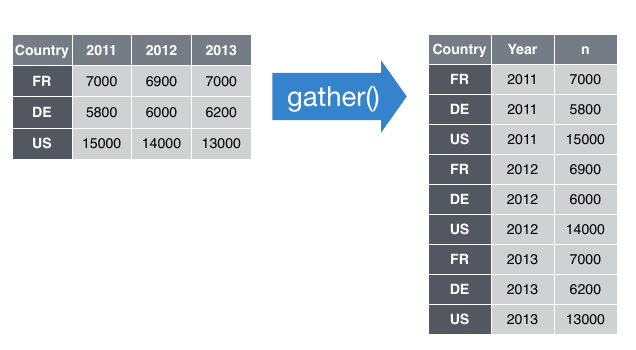 Country 2011 2012 2013
FR 7000 6900 7000
DE 5800 6000 6200
US 15000 14000 13000
gather()
Country Year n
FR 2011 7000
DE 2011 5800
US 2011 15000
FR 2012 6900
DE 2012 6000
US 2012 14000
FR 2013 7000
DE 2013 6200
US 2013 13000